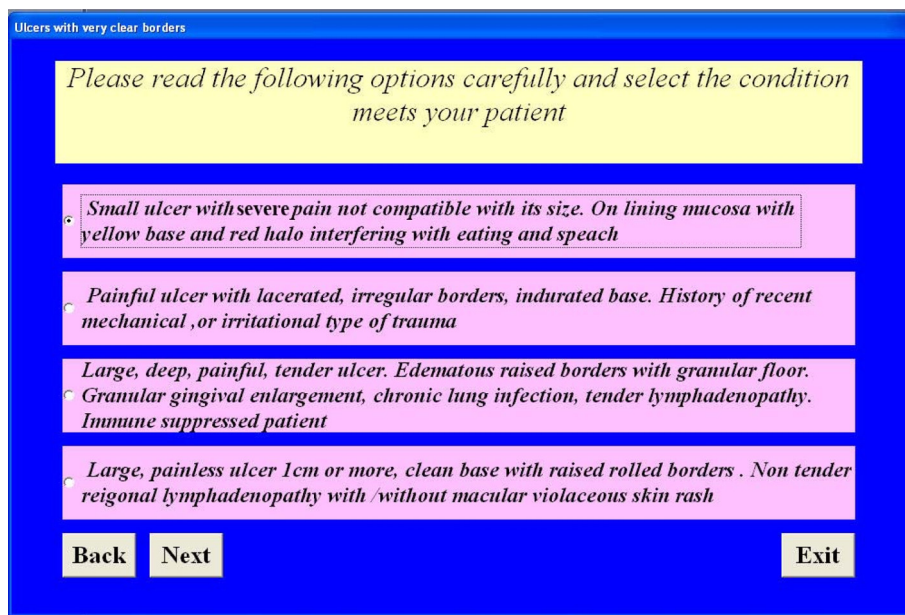 Ulcers with very clear borders
Please read the following options carefully and select the condition
meets your patient
Small ulcer with severe pain not compatible with its size. On lining mucosa with
yellow base and red halo interfering with eating and speach
Painful ulcer with lacerated, irregular borders, indurated base. History of recent
mechanical ,or irritational type of trauma
Large, deep, painful, tender ulcer. Edematous raised borders with granular floor.
Granular gingival enlargement, chronic lung infection, tender lymphadenopathy.
Immune suppressed patient
Large, painless ulcer 1cm or more, clean base with raised rolled borders . Non tender
reigonal lymphadenopathy with /without macular violaceous skin rash
Back Next Exit